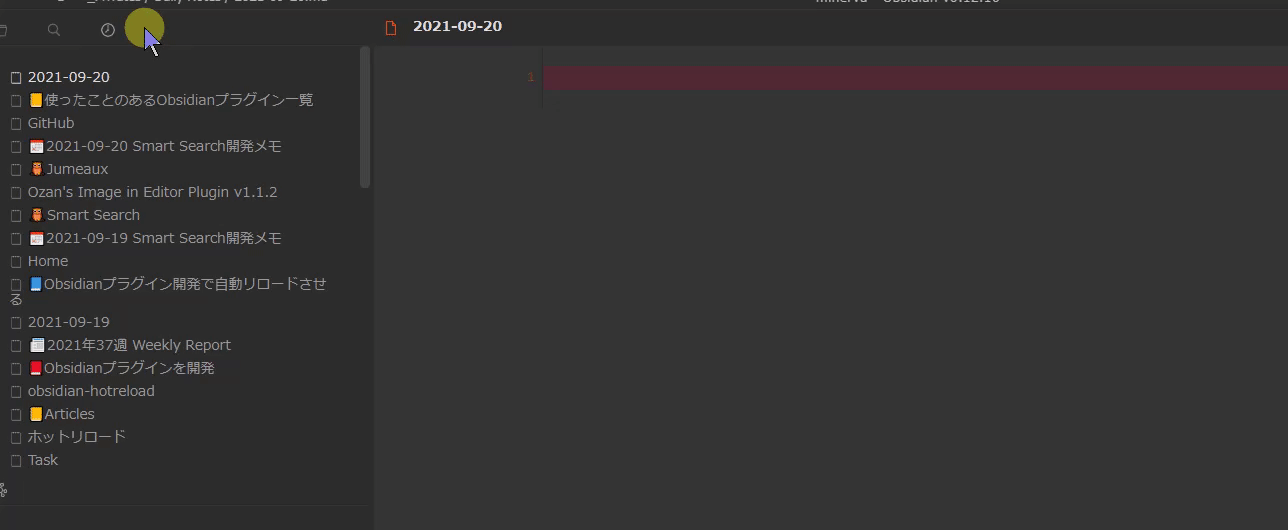 2021-09-20
1
2021-09-20
使ったことのあるObsidianプラグイン一覧
GitHub
2021-09-20 Smart Search開発メモ
Jumeaux
Ozan's Image in Editor Plugin v1.1.2
Smart Search
2021-09-19 Smart Search開発メモ
Home
Obsidianプラグイン開発で自動リロードさせ
る
2021-09-19
2021年37週 Weekly Report
Obsidianプラグインを開発
obsidian-hotreload
Articles
ホットリロード
Task